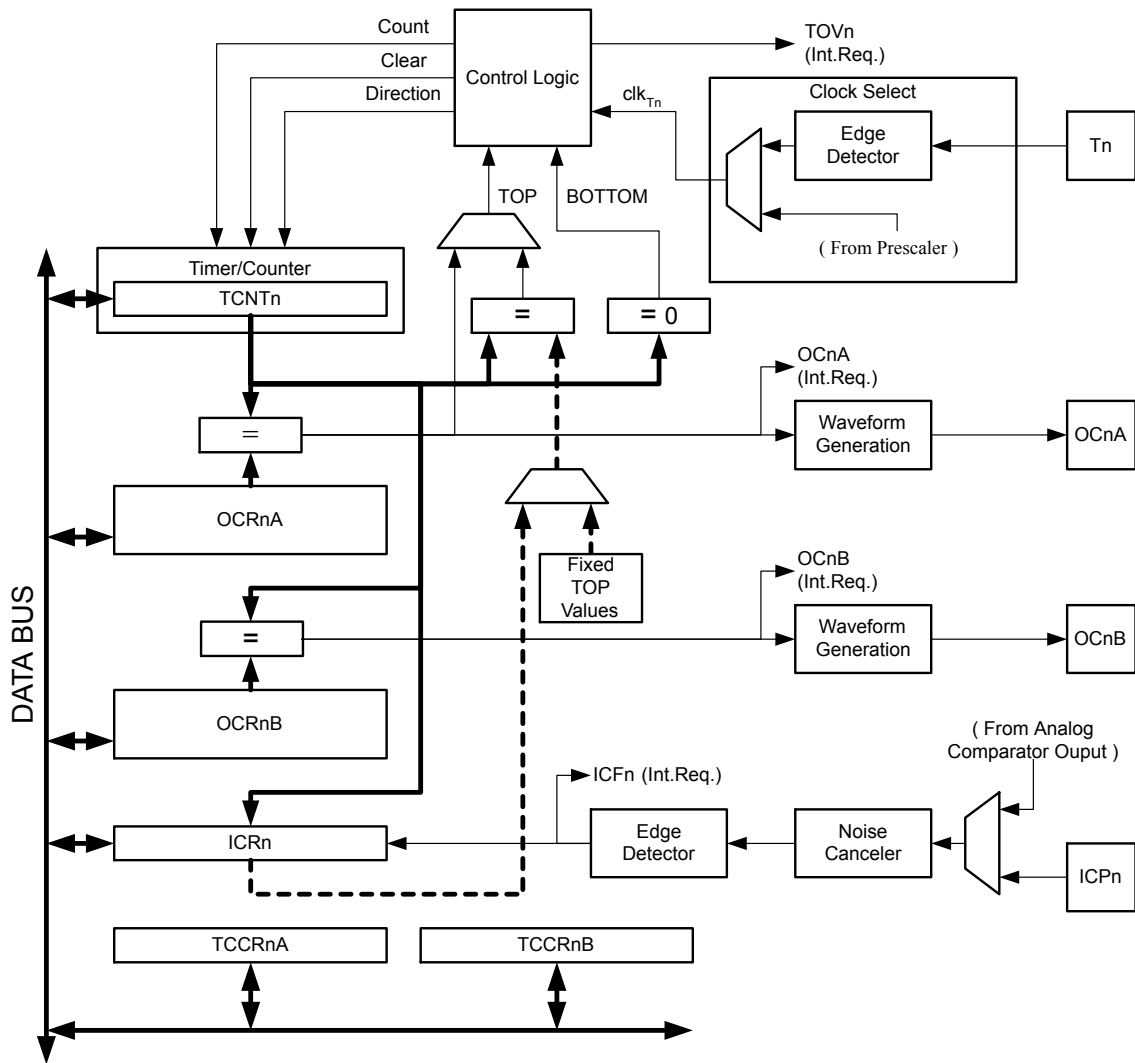 Count
Clear
Direction
Control Logic
TOVn
(Int.Req.)
clkTn
Clock Select
Edge
Detector
Tn
( From Prescaler )
TOP
BOTTOM
Timer/Counter
TCNTn
=
= 0
OCnA
(Int.Req.)
=
Waveform
Generation
OCnA
OCRnA
Fixed
TOP
Values
OCnB
(Int.Req.)
=
Waveform
Generation
OCnB
OCRnB
DATA BUS
( From Analog
Comparator Ouput )
ICFn (Int.Req.)
ICRn
Edge
Detector
Noise
Canceler
ICPn
TCCRnA
TCCRnB